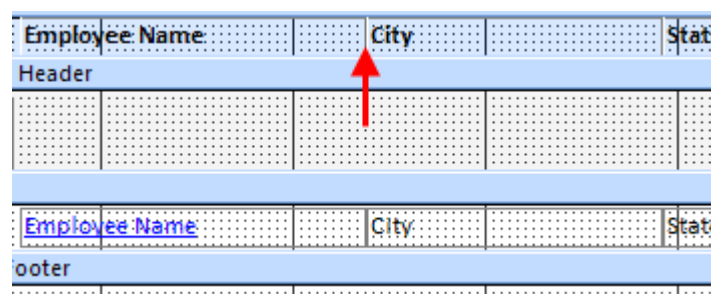 Employee Name City Stat
Header
Employee Name City State
ooter